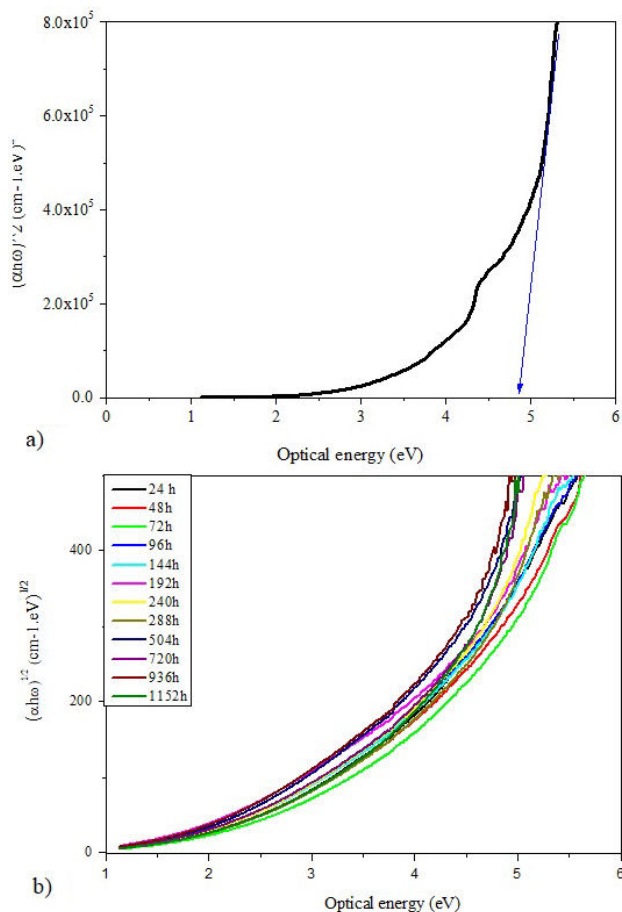 8.0x10⁵
6.0x10⁵
4.0x10⁵
2.0x10⁵
0.0
0 1 2 3 4 5 6
a)
Optical energy (eV)
(cm-1.eV)
24 h
48h
72h
96h
144h
192h
240h
288h
504h
720h
936h
1152h
400
200
0
(αhω)^1/2 (cm-1.eV)^1/2
1 2 3 4 5 6
b)
Optical energy (eV)